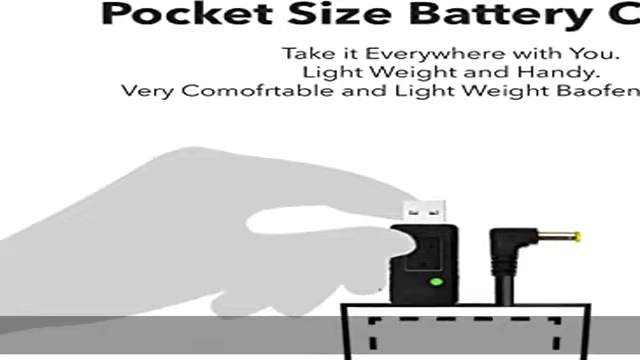 Pocket Size Battery C
Take it Everywhere with You.
Light Weight and Handy.
Very Comofrtable and Light Weight Baofen